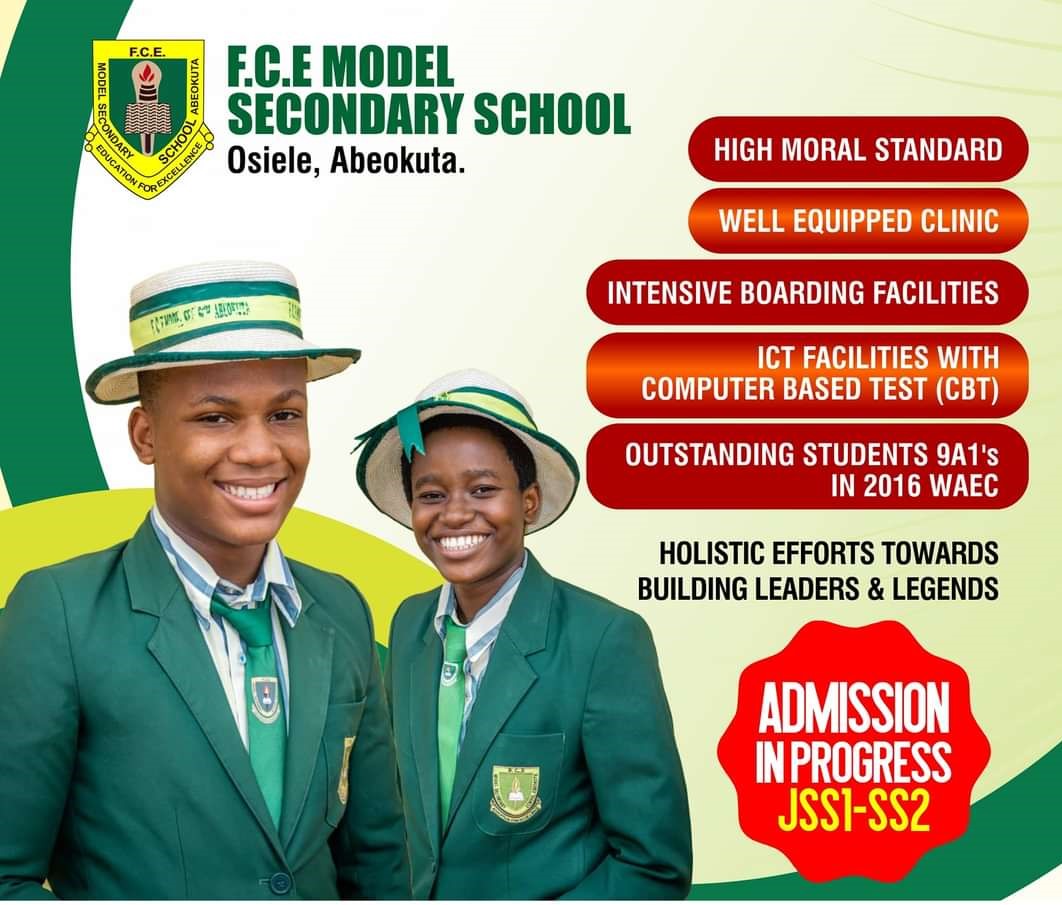 F.C.E.
MODEL SECONDARY SCHOOL ABEOKUTA
EDUCATION FOR EXCELLENCE
F.C.E MODEL
SECONDARY SCHOOL
Osiele, Abeokuta.
HIGH MORAL STANDARD
WELL EQUIPPED CLINIC
INTENSIVE BOARDING FACILITIES
ICT FACILITIES WITH
COMPUTER BASED TEST (CBT)
OUTSTANDING STUDENTS 9A1's
IN 2016 WAEC
HOLISTIC EFFORTS TOWARDS
BUILDING LEADERS & LEGENDS
ADMISSION
IN PROGRESS
JSS1-SS2
F.C.E